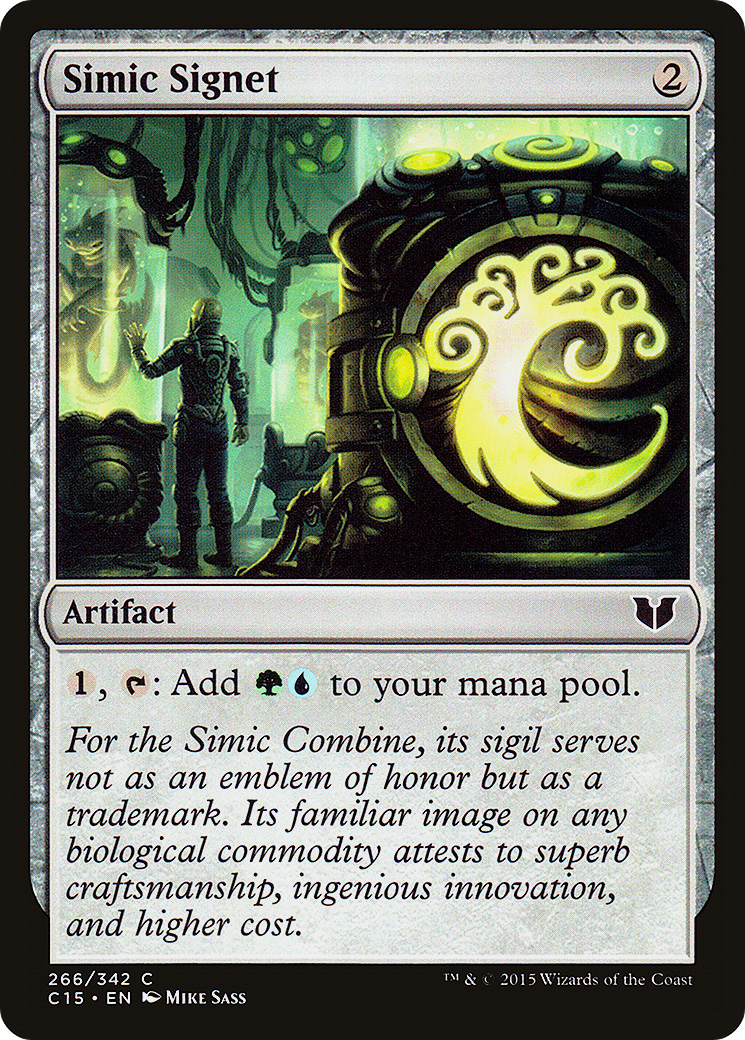 Simic Signet 2
Artifact
1, : Add to your mana pool.
For the Simic Combine, its sigil serves
not as an emblem of honor but as a
trademark. Its familiar image on any
biological commodity attests to superb
craftsmanship, ingenious innovation,
and higher cost.
266/342 C
™ & © 2015 Wizards of the Coast
C15 • EN Mike Sass